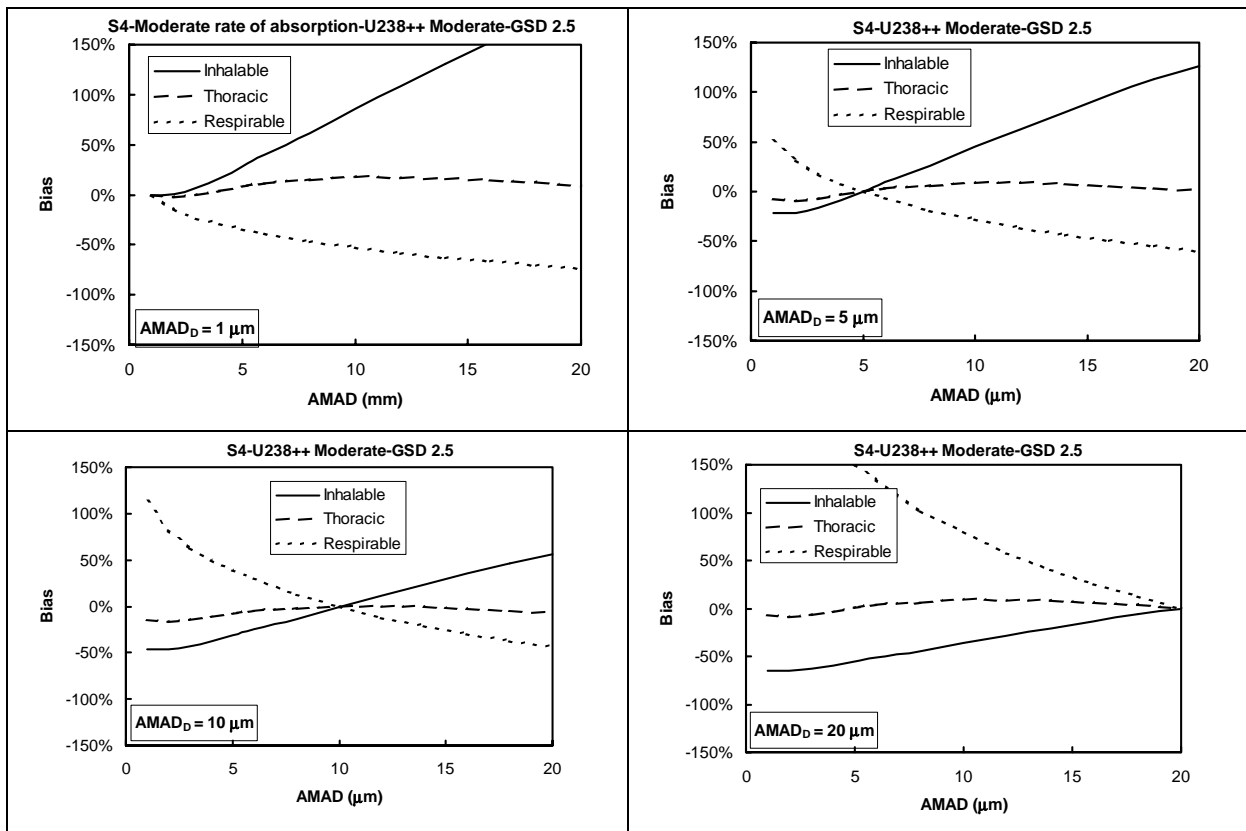 S4-Moderate rate of absorption-U238++ Moderate-GSD 2.5
150%
100%
50%
0%
-50%
-100%
-150%
Bias
Inhalable
Thoracic
Respirable
AMADD = 1 μm
0 5 10 15 20
AMAD (mm)
S4-U238++ Moderate-GSD 2.5
150%
100%
50%
0%
-50%
-100%
-150%
Bias
Inhalable
Thoracic
Respirable
AMADD = 5 μm
0 5 10 15 20
AMAD (μm)
S4-U238++ Moderate-GSD 2.5
150%
100%
50%
0%
-50%
-100%
-150%
Bias
Inhalable
Thoracic
Respirable
AMADD = 10 μm
0 5 10 15 20
AMAD (μm)
S4-U238++ Moderate-GSD 2.5
150%
100%
50%
0%
-50%
-100%
-150%
Bias
Inhalable
Thoracic
Respirable
AMADD = 20 μm
0 5 10 15 20
AMAD (μm)